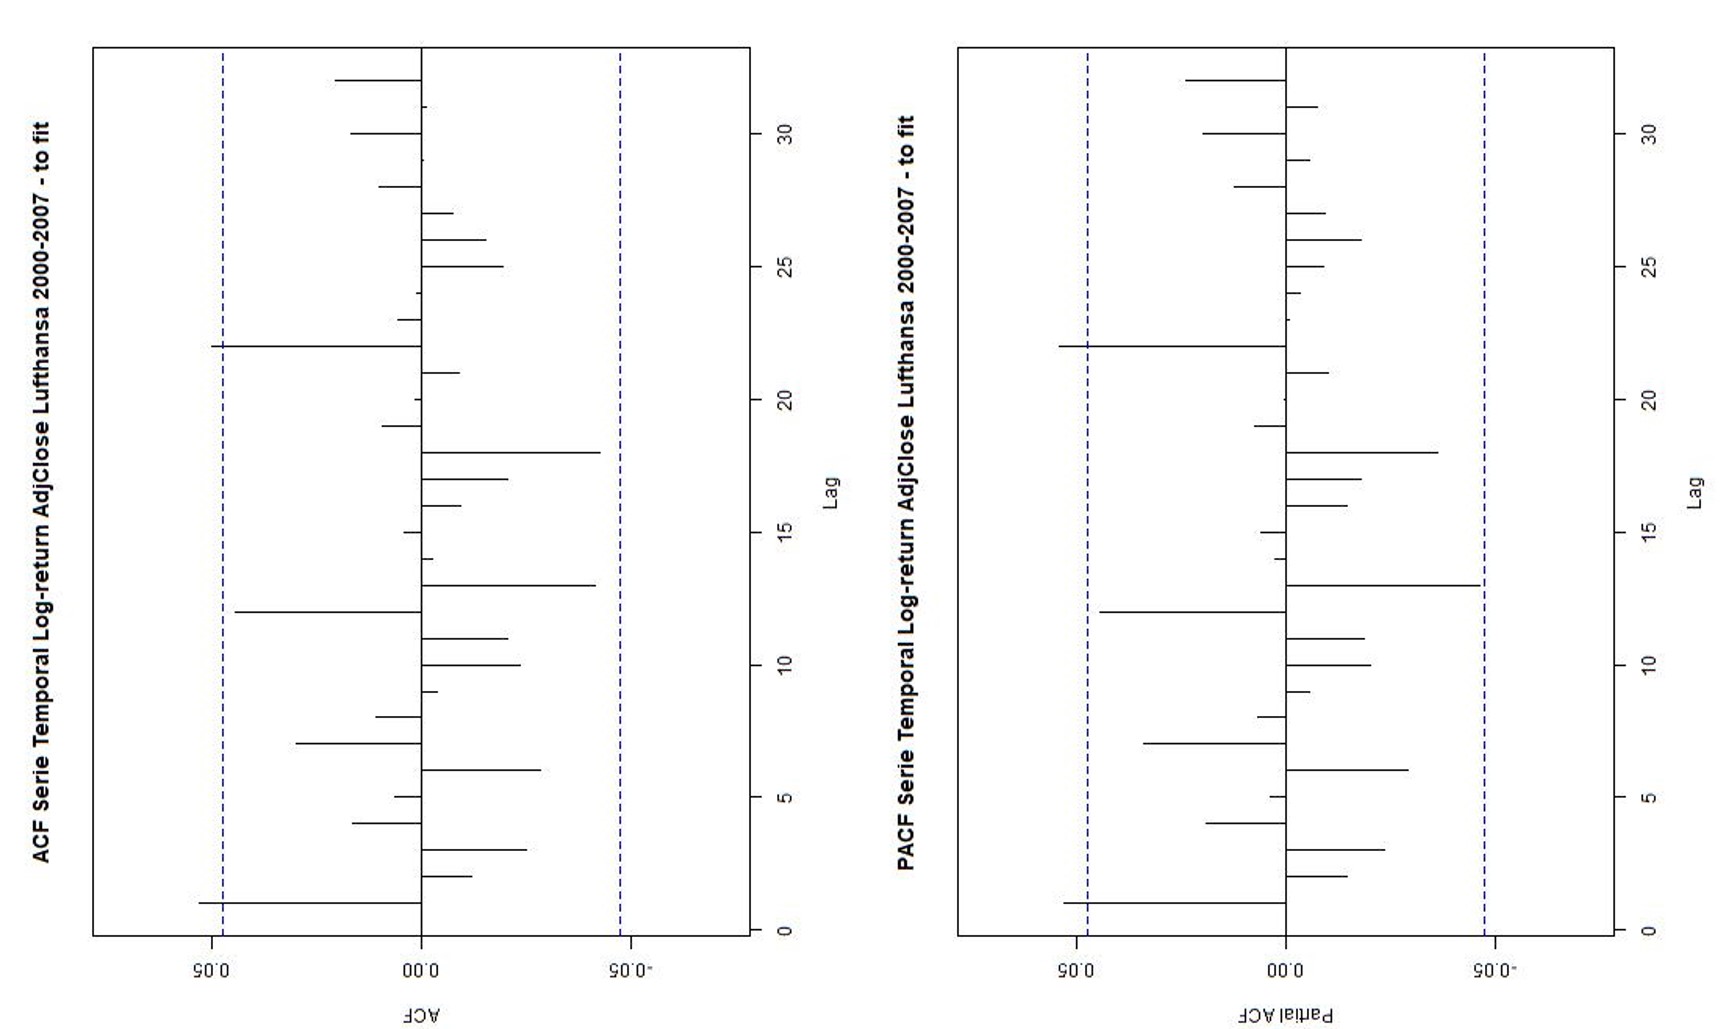 ACF Serie Temporal Log-return AdjClose Lufthansa 2000-2007 - to fit
0.05
0.00
-0.05
ACF
0 5 10 15 20 25 30
Lag
PACF Serie Temporal Log-return AdjClose Lufthansa 2000-2007 - to fit
0.05
0.00
-0.05
Partial ACF
0 5 10 15 20 25 30
Lag